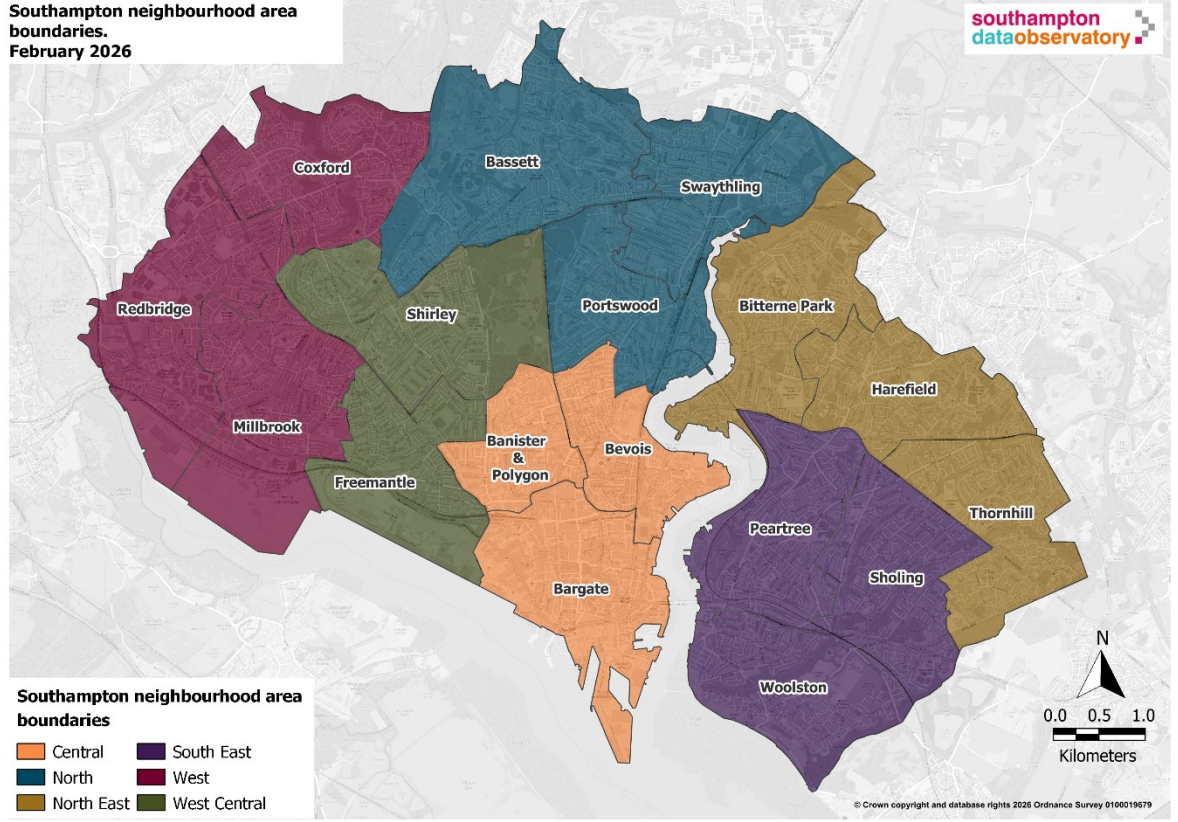 Southampton neighbourhood area
boundaries.
February 2026
southampton
dataobservatory
Coxford
Bassett
Swaythling
Redbridge
Shirley
Portswood
Bitterne Park
Harefield
Millbrook
Banister
&
Polygon
Bevois
Freemantle
Thornhill
Peartree
Sholing
Bargate
Woolston
N
0.0 0.5 1.0
Kilometers
Southampton neighbourhood area
boundaries
Central
South East
North
West
North East
West Central
© Crown copyright and database rights 2026 Ordnance Survey 0100019679